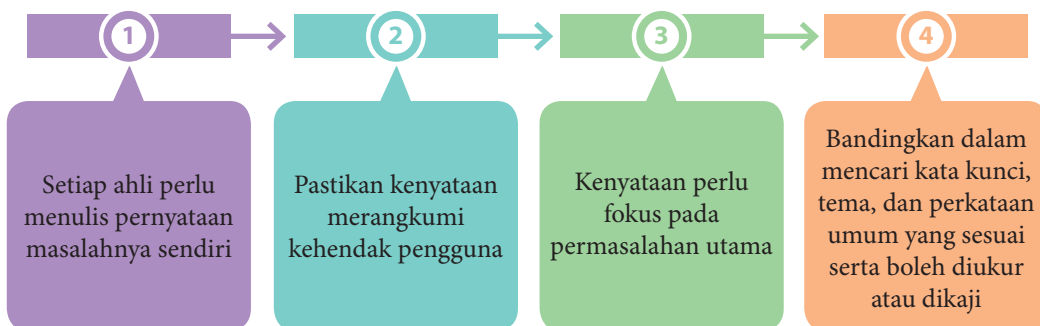 1
2
3
4
Setiap ahli perlu
menulis pernyataan
masalahnya sendiri
Pastikan kenyataan
merangkumi
kehendak pengguna
Kenyataan perlu
fokus pada
permasalahan utama
Bandingkan dalam
mencari kata kunci,
tema, dan perkataan
umum yang sesuai
serta boleh diukur
atau dikaji